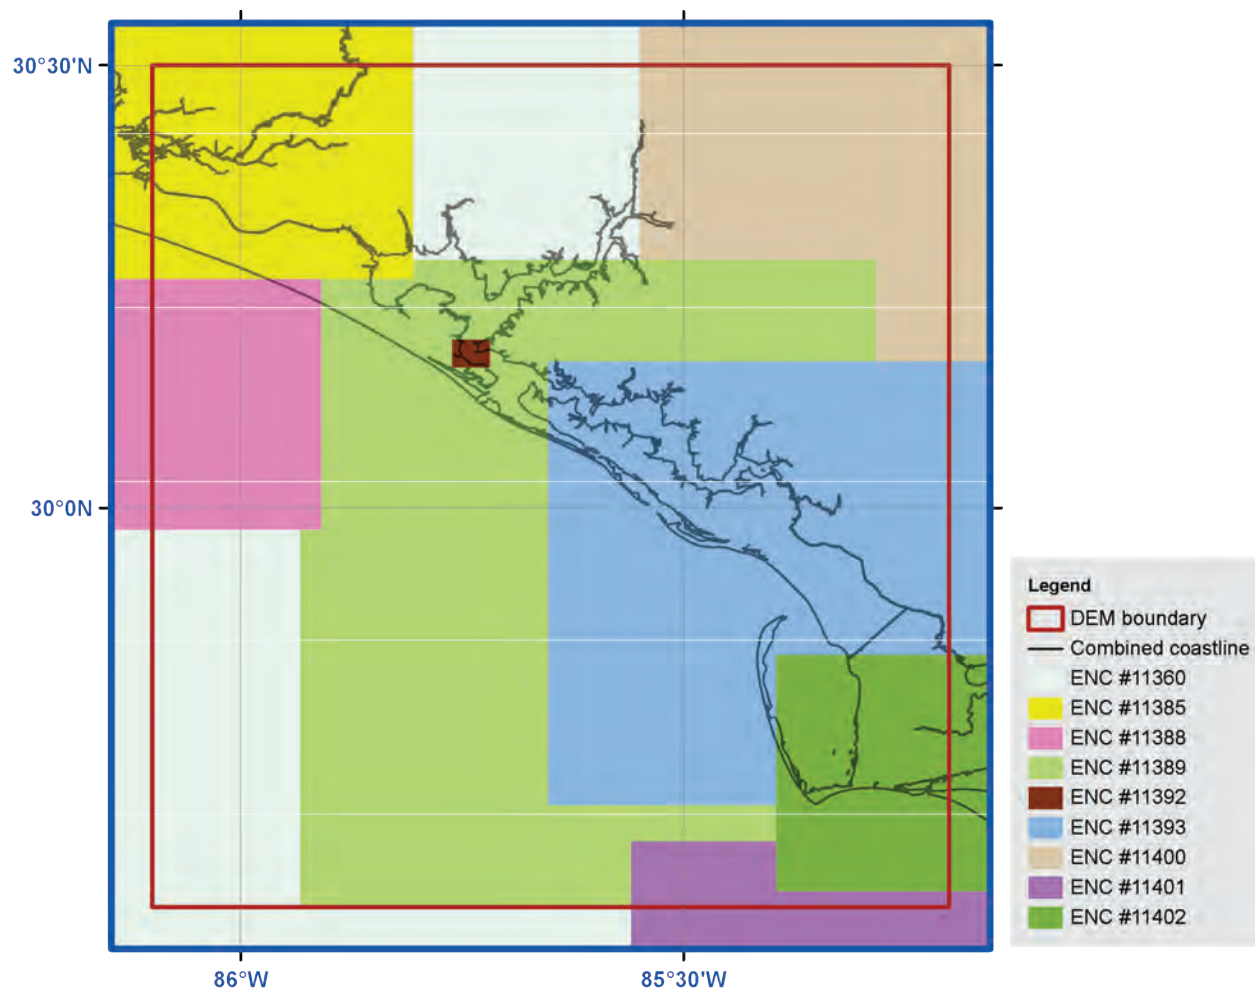 30°30'N
30°0N
86°W
85°30'W
Legend
DEM boundary
Combined coastline
ENC #11360
ENC #11385
ENC #11388
ENC #11389
ENC #11392
ENC #11393
ENC #11400
ENC #11401
ENC #11402